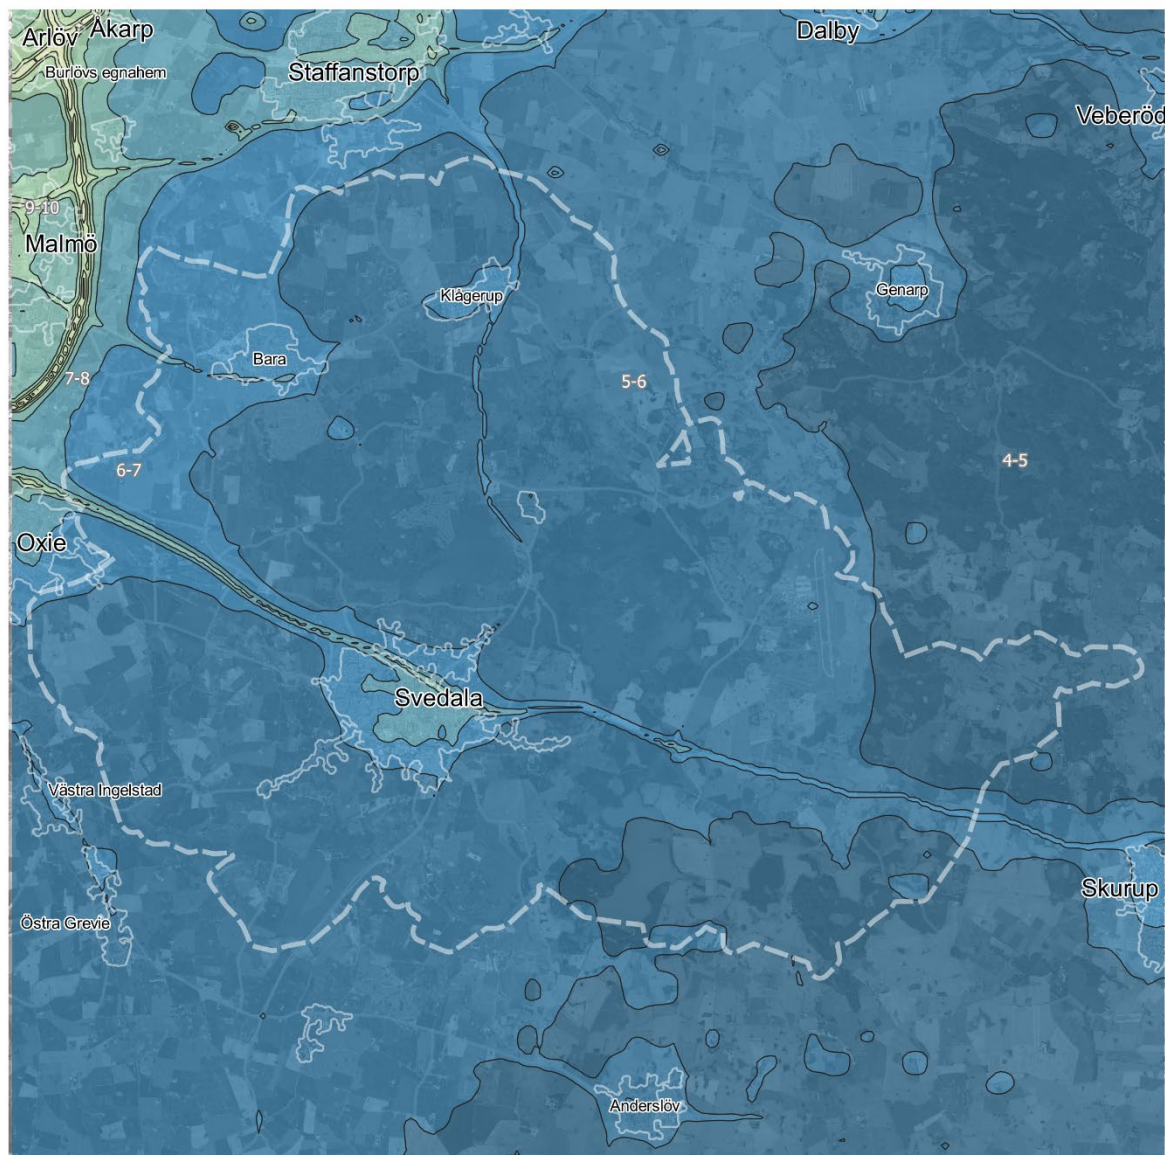 Arlöv
Åkarp
Dalby
Burlövs egnahem
Staffanstorp
Veberöd
9-10
Malmö
Genarp
Klågerup
Bara
7-8
5-6
6-7
4-5
Oxie
Svedala
Västra Ingelstad
Skurup
Östra Grevie
Anderslöv